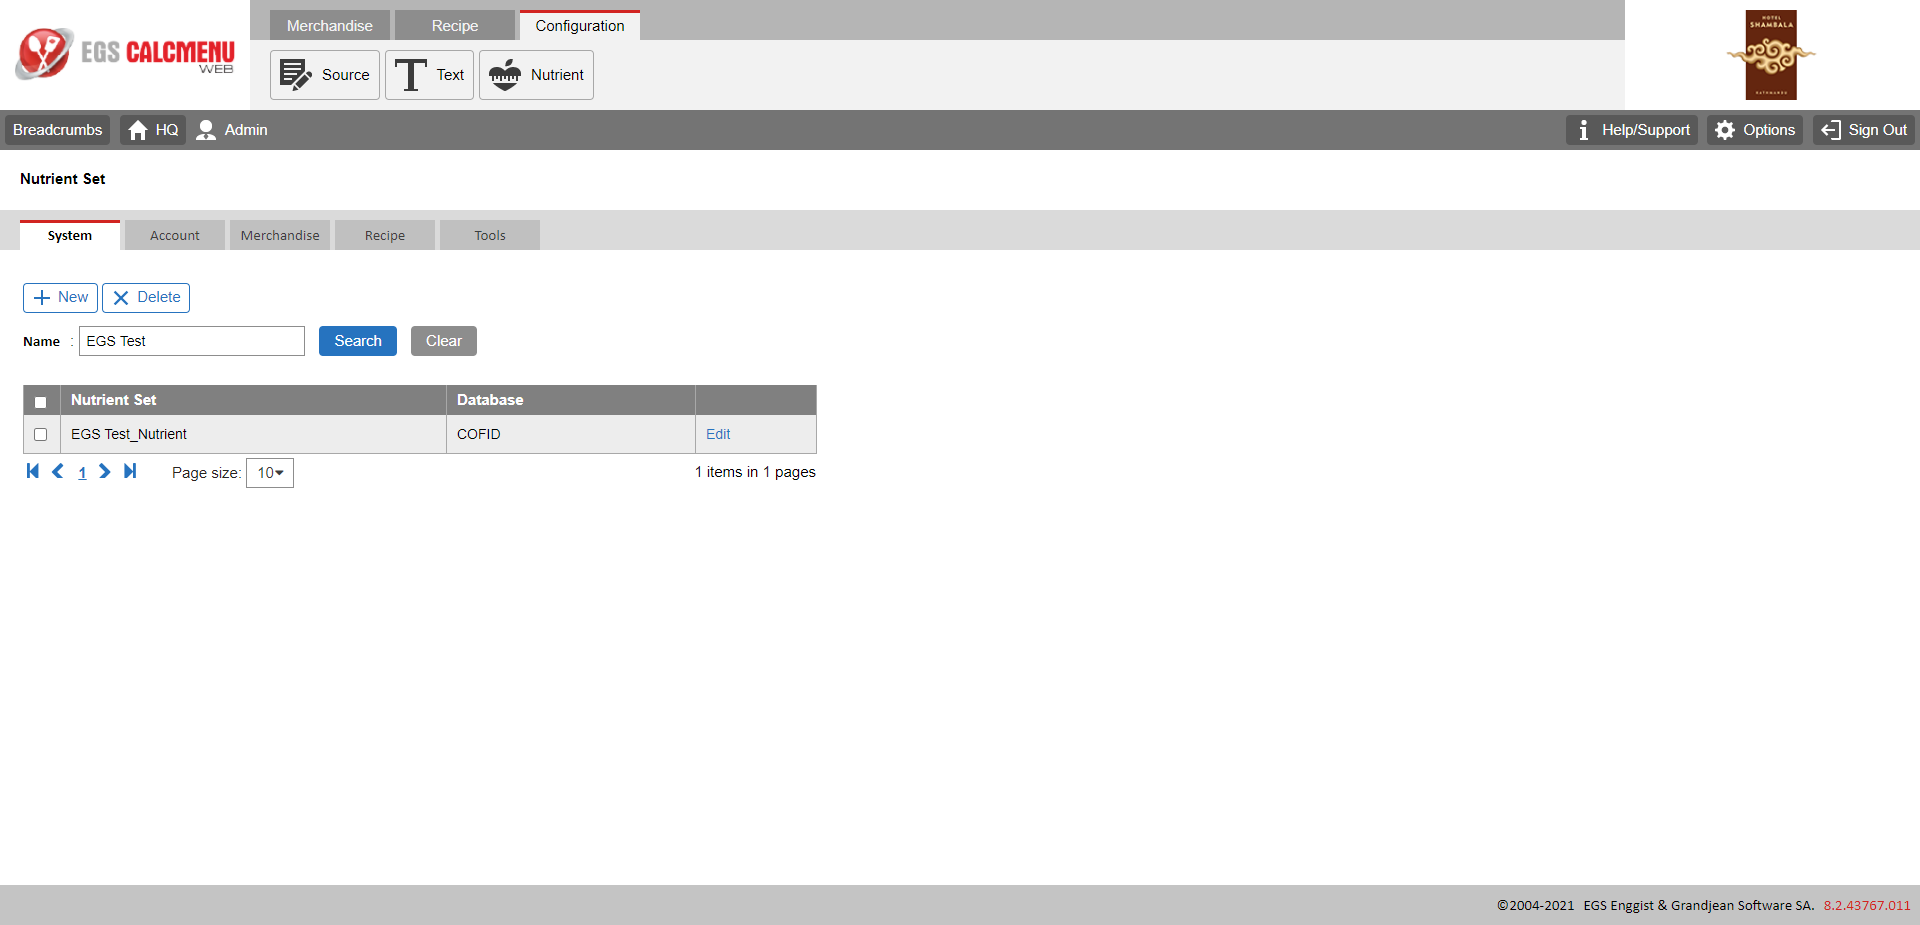 EGS CALCMENU
WEB
Merchandise
Recipe
Configuration
Source
Text
Nutrient
HOTEL
SHAMBALA
KATHMANDU
Breadcrumbs
HQ
Admin
Help/Support
Options
Sign Out
Nutrient Set
System
Account
Merchandise
Recipe
Tools
New
Delete
Name : EGS Test
Search
Clear
Nutrient Set
Database
EGS Test_Nutrient
COFID
Edit
1
Page size: 10
1 items in 1 pages
©2004-2021 EGS Enggist & Grandjean Software SA. 8.2.43767.011